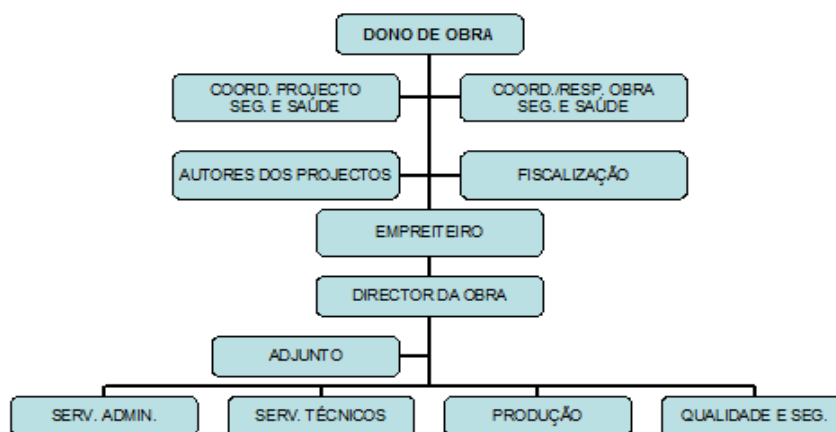 DONO DE OBRA
COORD. PROJECTO
SEG. E SAÚDE
COORD./RESP. OBRA
SEG. E SAÚDE
AUTORES DOS PROJECTOS
FISCALIZAÇÃO
EMPREITEIRO
DIRECTOR DA OBRA
ADJUNTO
SERV. ADMIN.
SERV. TÉCNICOS
PRODUÇÃO
QUALIDADE E SEG.